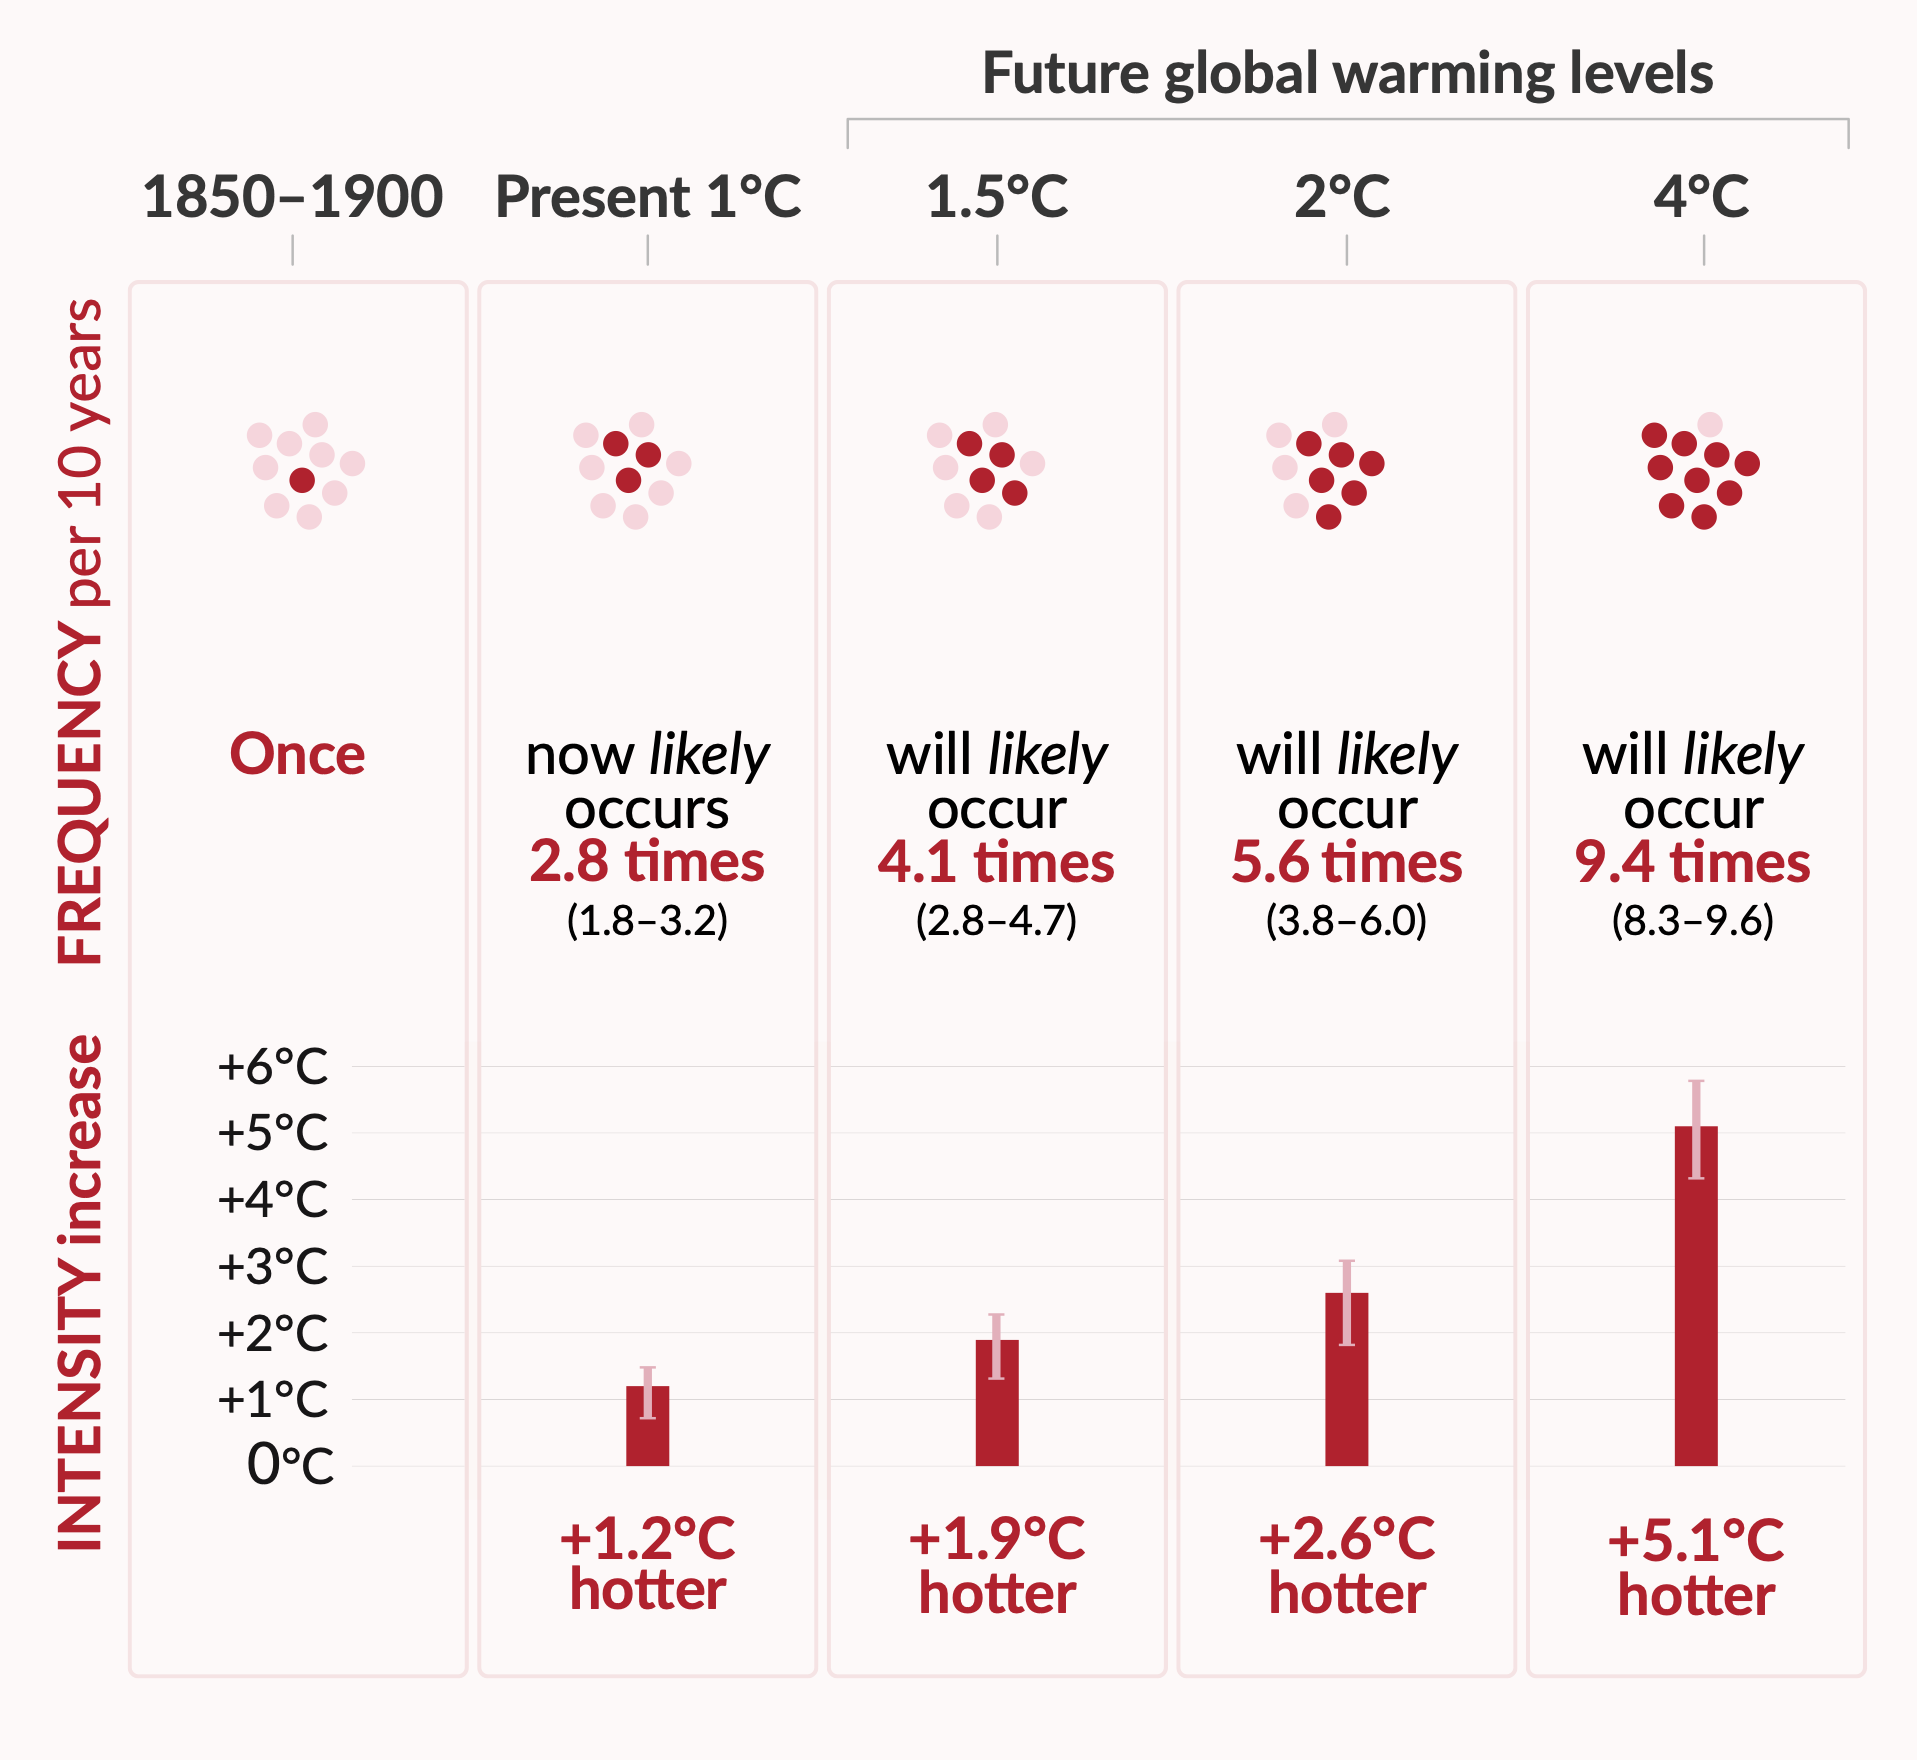 Future global warming levels
1850–1900
Present 1°C
1.5°C
2°C
4°C
FREQUENCY per 10 years
Once
now likely
occurs
2.8 times
(1.8–3.2)
will likely
occur
4.1 times
(2.8–4.7)
will likely
occur
5.6 times
(3.8–6.0)
will likely
occur
9.4 times
(8.3–9.6)
INTENSITY increase
+6°C
+5°C
+4°C
+3°C
+2°C
+1°C
0°C
+1.2°C
hotter
+1.9°C
hotter
+2.6°C
hotter
+5.1°C
hotter